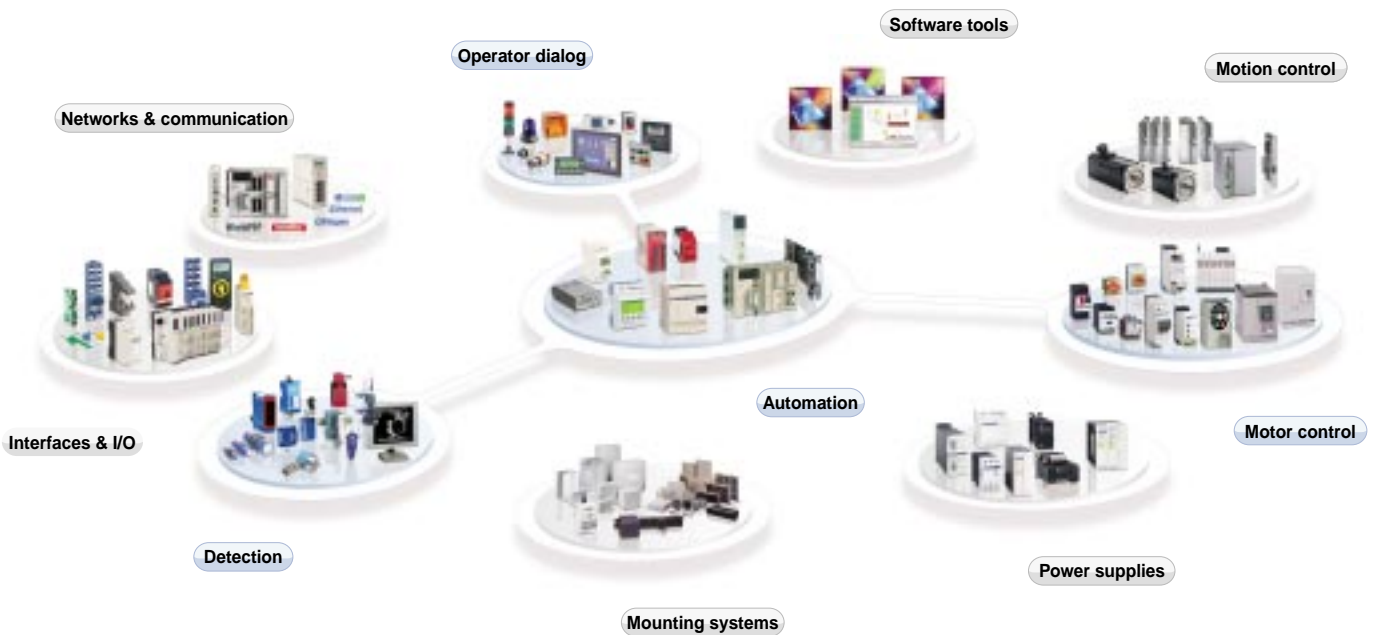 Software tools
Operator dialog
Motion control
Networks & communication
Automation
Motor control
Interfaces & I/O
Detection
Power supplies
Mounting systems